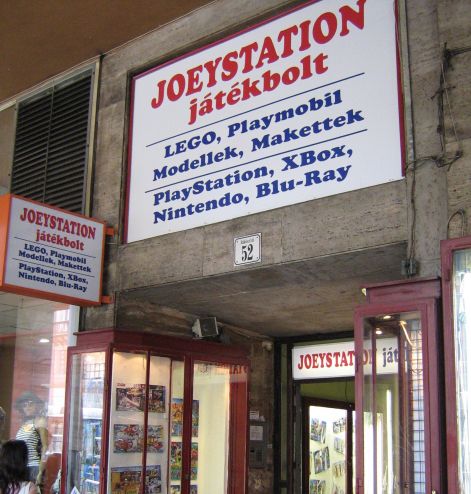 JOEYSTATION
játékbolt
LEGO, Playmobil
Modellek, Makettek
PlayStation, XBox,
Nintendo, Blu-Ray
JOEYSTATION
játékbolt
LEGO, Playmobil
Modellek, Makettek
PlayStation, XBox,
Nintendo, Blu-Ray
52
JOEYSTATION